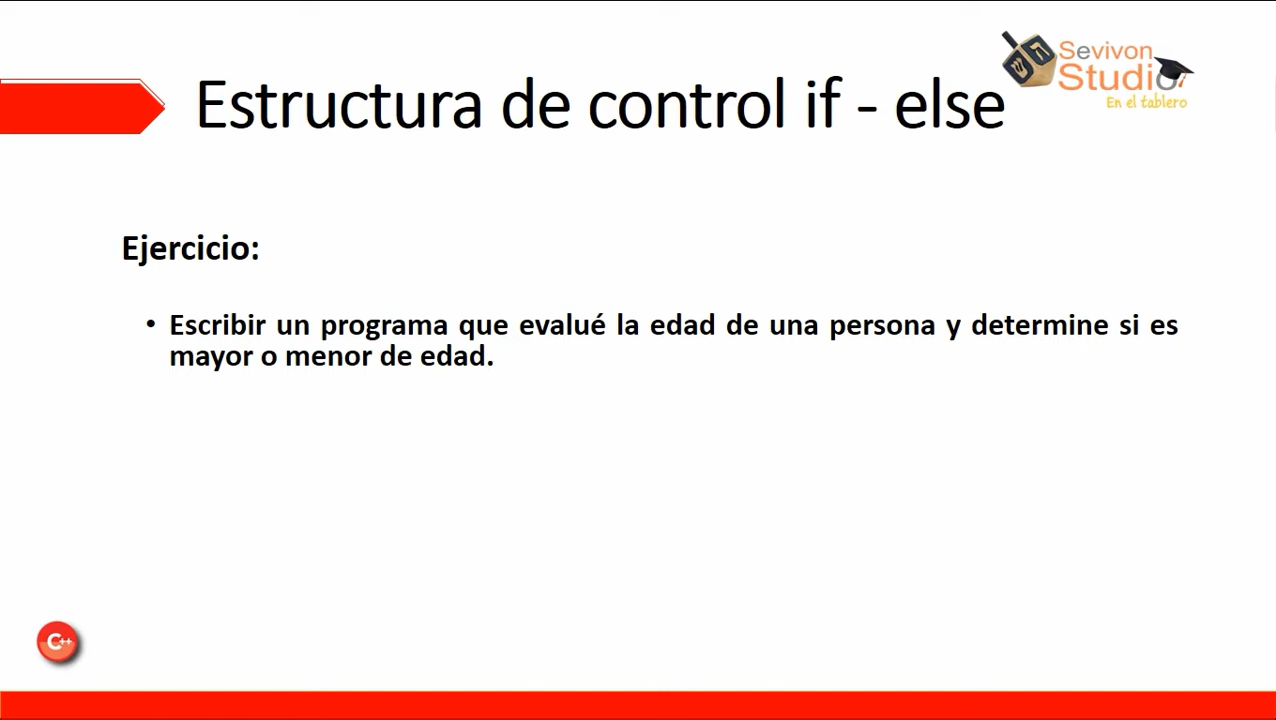 Sevivon
Studio
En el tablero
Estructura de control if - else
Ejercicio:
• Escribir un programa que evalué la edad de una persona y determine si es
mayor o menor de edad.
C++